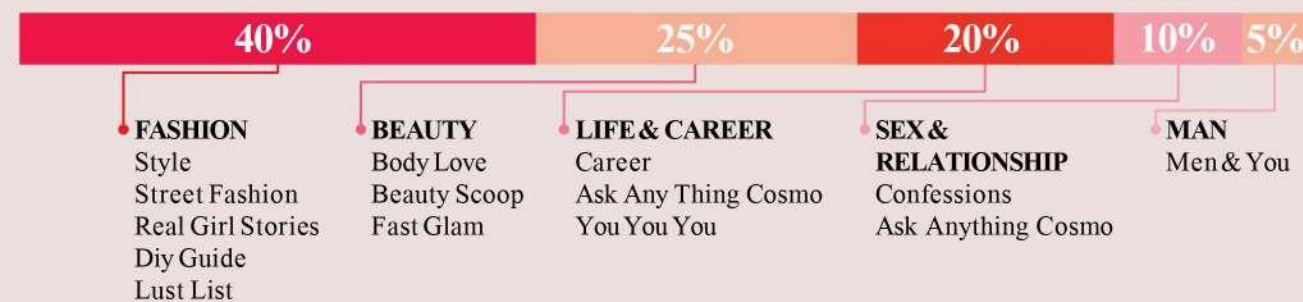 40% 25% 20% 10% 5%
FASHION
Style
Street Fashion
Real Girl Stories
Diy Guide
Lust List
BEAUTY
Body Love
Beauty Scoop
Fast Glam
LIFE & CAREER
Career
Ask Any Thing Cosmo
You You You
SEX &
RELATIONSHIP
Confessions
Ask Anything Cosmo
MAN
Men & You